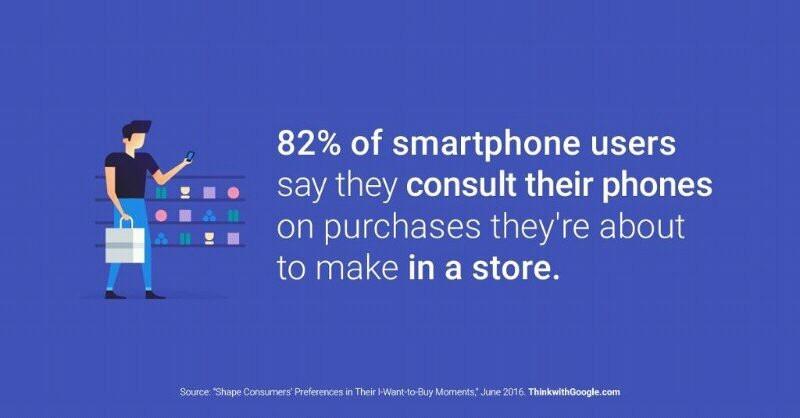 82% of smartphone users
say they consult their phones
on purchases they're about
to make in a store.
Source: "Shape Consumers' Preferences in Their I-Want-to-Buy Moments," June 2016. ThinkwithGoogle.com